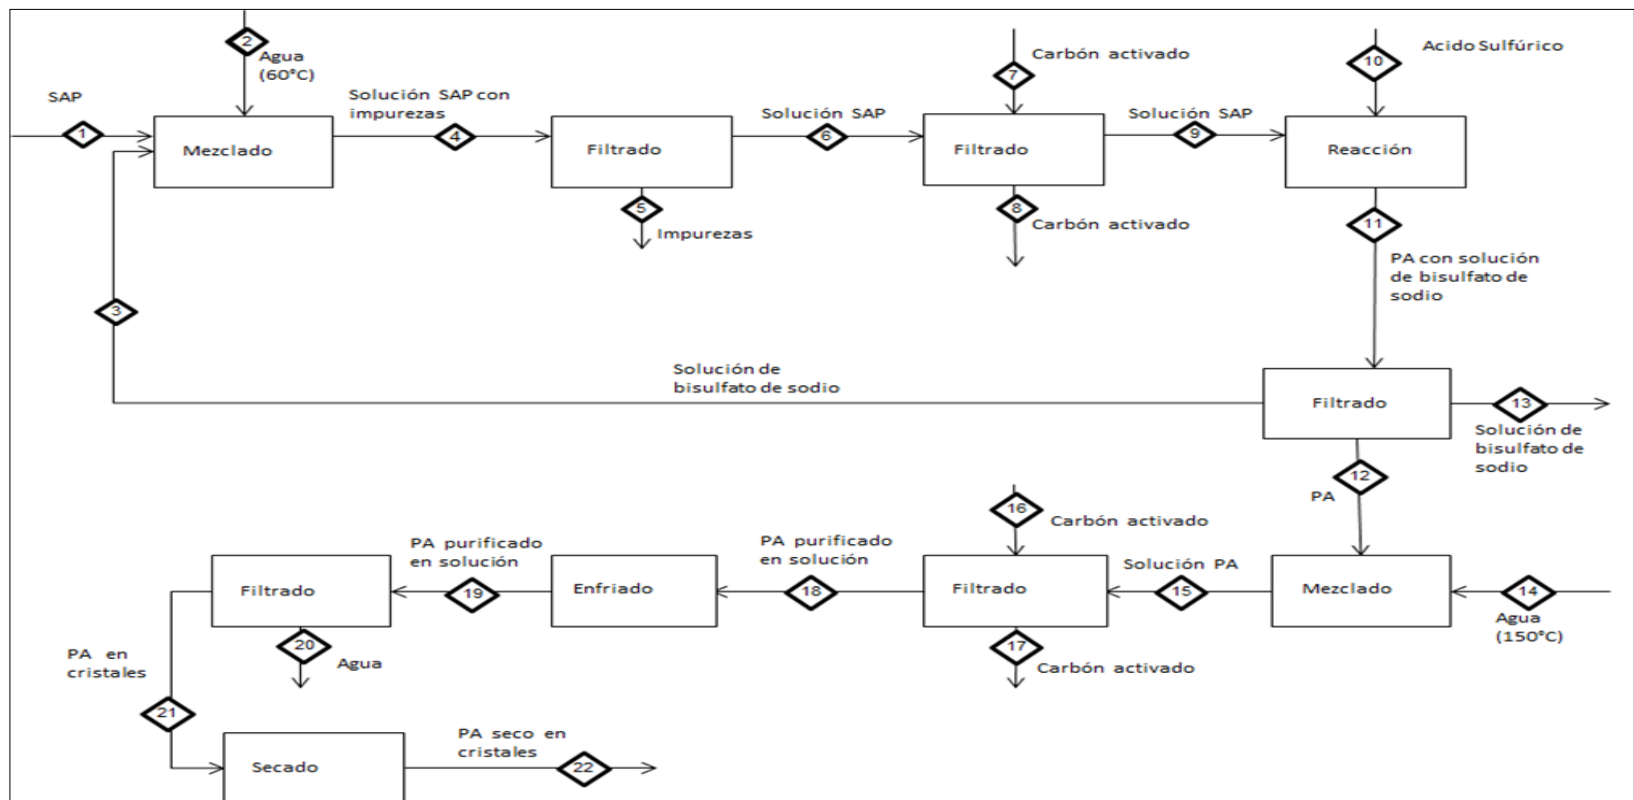 2
Agua
(60°C)
SAP
1
Mezclado
Solución SAP con
impurezas
4
Filtrado
5
Impurezas
Solución SAP
6
7
Carbón activado
Filtrado
8
Carbón activado
Solución SAP
9
10
Acido Sulfúrico
Reacción
11
PA con solución
de bisulfato de
sodio
3
Solución de
bisulfato de sodio
Filtrado
13
Solución de
bisulfato de
sodio
12
PA
Mezclado
14
Agua
(150°C)
Solución PA
15
16
Carbón activado
Filtrado
17
Carbón activado
PA purificado
en solución
18
Enfriado
PA purificado
en solución
19
Filtrado
20
Agua
PA en
cristales
21
Secado
PA seco en
cristales
22